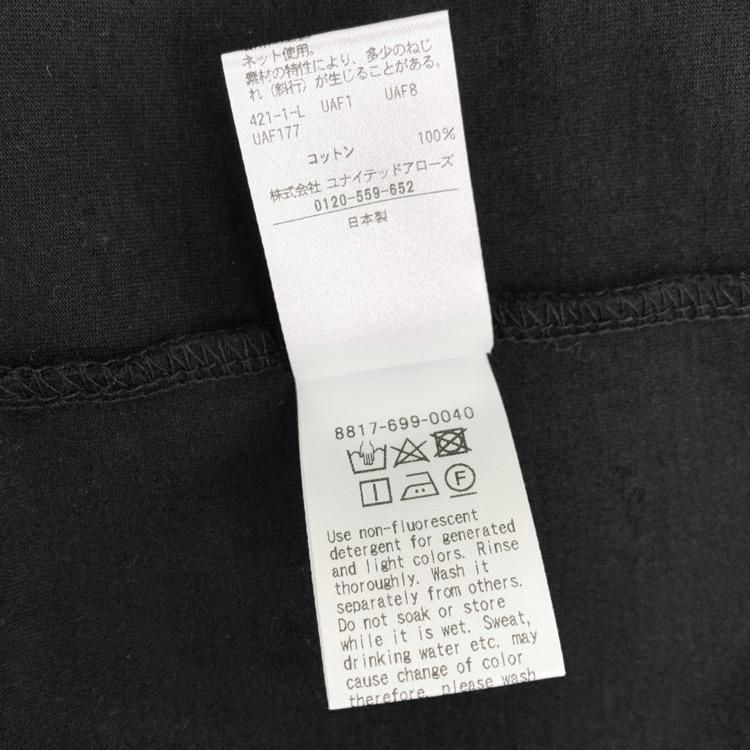 ネット使用。
素材の特性により、多少のねじ
れ（斜行）が生じることがある。
421-1-L UAF1 UAF8
UAF177
コットン 100%
株式会社 ユナイテッドアローズ
0120-559-652
日本製
8817-699-0040
F
Use non-fluorescent
detergent for generated
and light colors. Rinse
thoroughly. Wash it
separately from others.
Do not soak or store
while it is wet. Sweat,
drinking water etc. may
cause change of color
therefore, please wash